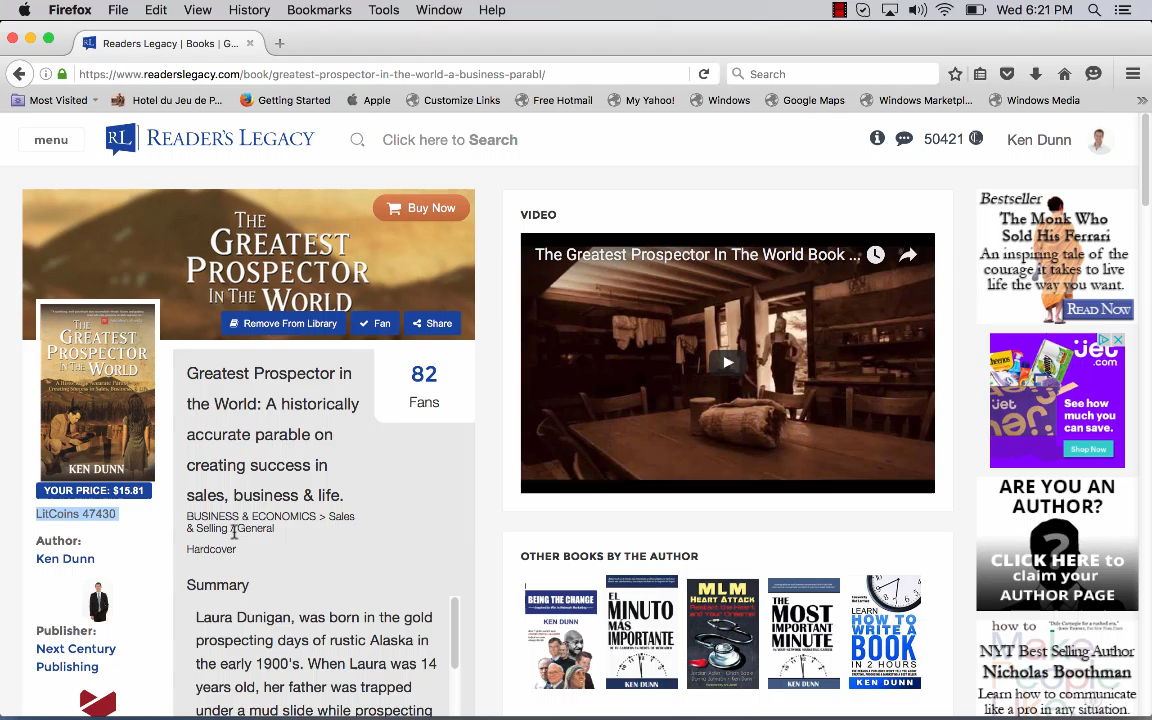 Firefox File Edit View History Bookmarks Tools Window Help
Wed 6:21 PM
Readers Legacy | Books | G...
https://www.readerslegacy.com/book/greatest-prospector-in-the-world-a-business-parabl/
Search
Most Visited
Hotel du Jeu de P...
Getting Started
Apple
Customize Links
Free Hotmail
My Yahoo!
Windows
Google Maps
Windows Marketpl...
Windows Media
menu
RL READER'S LEGACY
Click here to Search
50421
Ken Dunn
THE
GREATEST
PROSPECTOR
IN THE WORLD
Buy Now
Remove From Library
Fan
Share
THE
GREATEST
PROSPECTOR
IN THE WORLD
KEN DUNN
YOUR PRICE: $15.81
LitCoins 47430
Author:
Ken Dunn
Publisher:
Next Century
Publishing
Greatest Prospector in
the World: A historically
accurate parable on
creating success in
sales, business & life.
82
Fans
BUSINESS & ECONOMICS > Sales
& Selling / General
Hardcover
Summary
Laura Dunigan, was born in the gold
prospecting days of rustic Alaska in
the early 1900's. When Laura was 14
years old, her father was trapped
under a mud slide while prospecting
VIDEO
The Greatest Prospector In The World Book ...
OTHER BOOKS BY THE AUTHOR
BEING THE CHANGE
KEN DUNN
EL
MINUTO
MAS
IMPORTANTE
KEN DUNN
MLM
HEART ATTACK
THE
MOST
IMPORTANT
MINUTE
KEN DUNN
LEARN
HOW TO
WRITE A
BOOK
IN 2 HOURS
KEN DUNN
Bestseller
The Monk Who
Sold His Ferrari
An inspiring tale of the
courage it takes to live
life the way you want.
READ NOW
Jet.com
See how
much you
can save.
Shop Now
ARE YOU AN
AUTHOR?
CLICK HERE to
claim your
AUTHOR PAGE
how to
Make
People
NYT Best Selling Author
Nicholas Boothman
Learn how to communicate
like a pro in any situation.